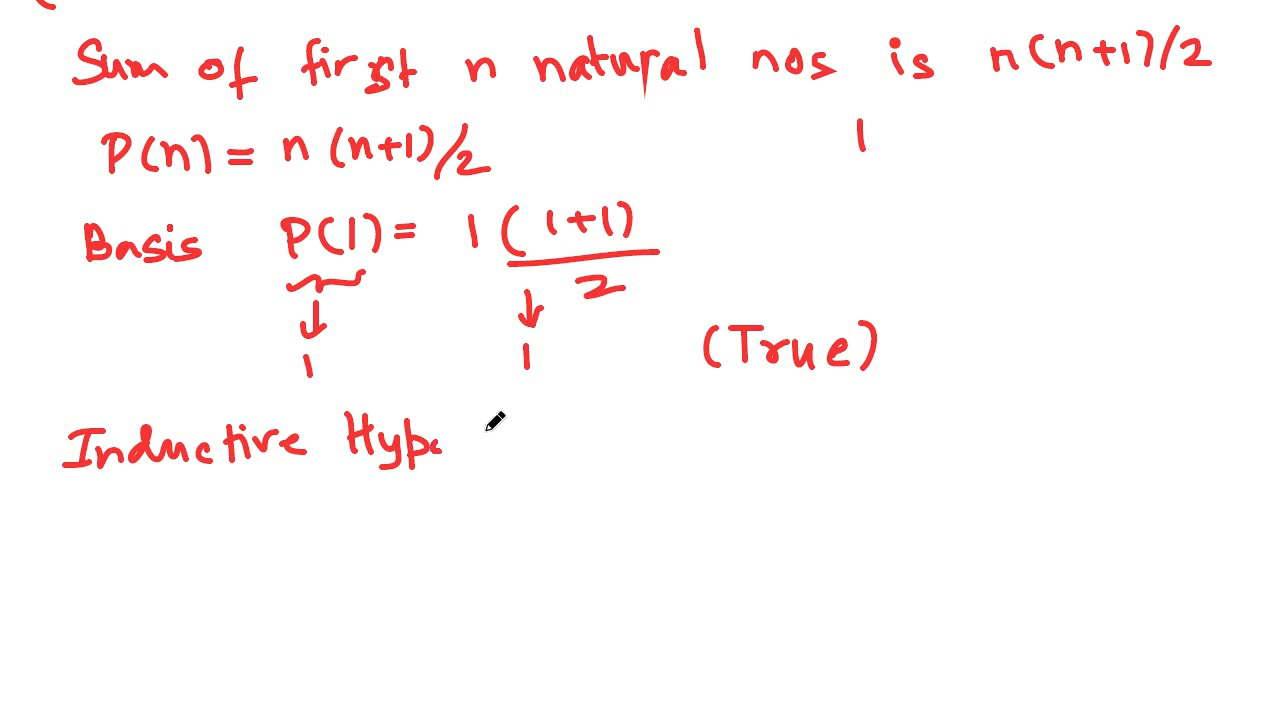 Sum of first n natural nos is n(n+1)/2
P(n) = n(n+1)/2
1
Basis P(1) = 1(1+1)
2
1
1
(True)
Inductive Hypo